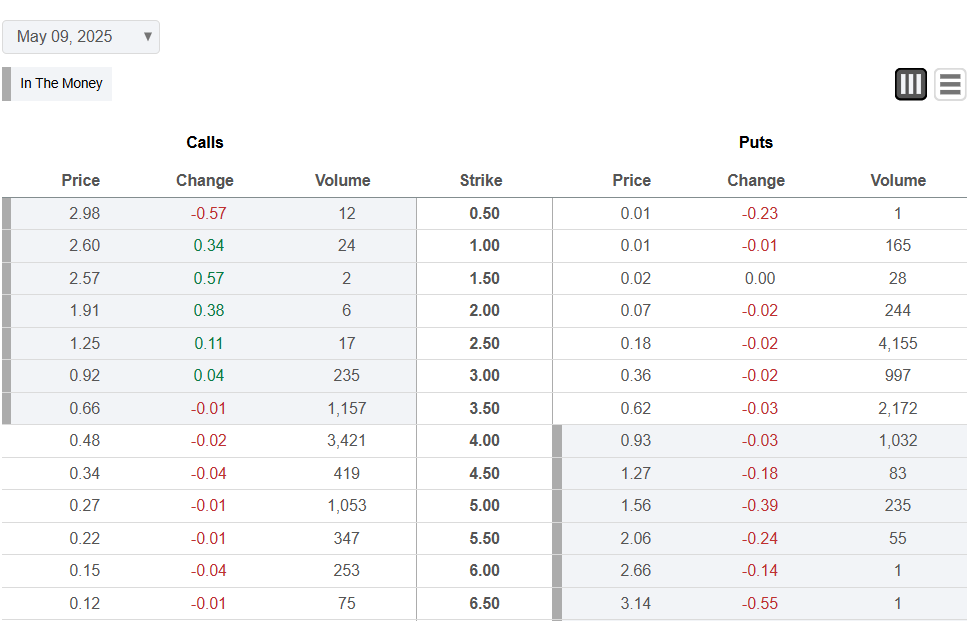 May 09, 2025 ▼
In The Money
Calls Puts
Price Change Volume Strike Price Change Volume
2.98 -0.57 12 0.50 0.01 -0.23 1
2.60 0.34 24 1.00 0.01 -0.01 165
2.57 0.57 2 1.50 0.02 0.00 28
1.91 0.38 6 2.00 0.07 -0.02 244
1.25 0.11 17 2.50 0.18 -0.02 4,155
0.92 0.04 235 3.00 0.36 -0.02 997
0.66 -0.01 1,157 3.50 0.62 -0.03 2,172
0.48 -0.02 3,421 4.00 0.93 -0.03 1,032
0.34 -0.04 419 4.50 1.27 -0.18 83
0.27 -0.01 1,053 5.00 1.56 -0.39 235
0.22 -0.01 347 5.50 2.06 -0.24 55
0.15 -0.04 253 6.00 2.66 -0.14 1
0.12 -0.01 75 6.50 3.14 -0.55 1